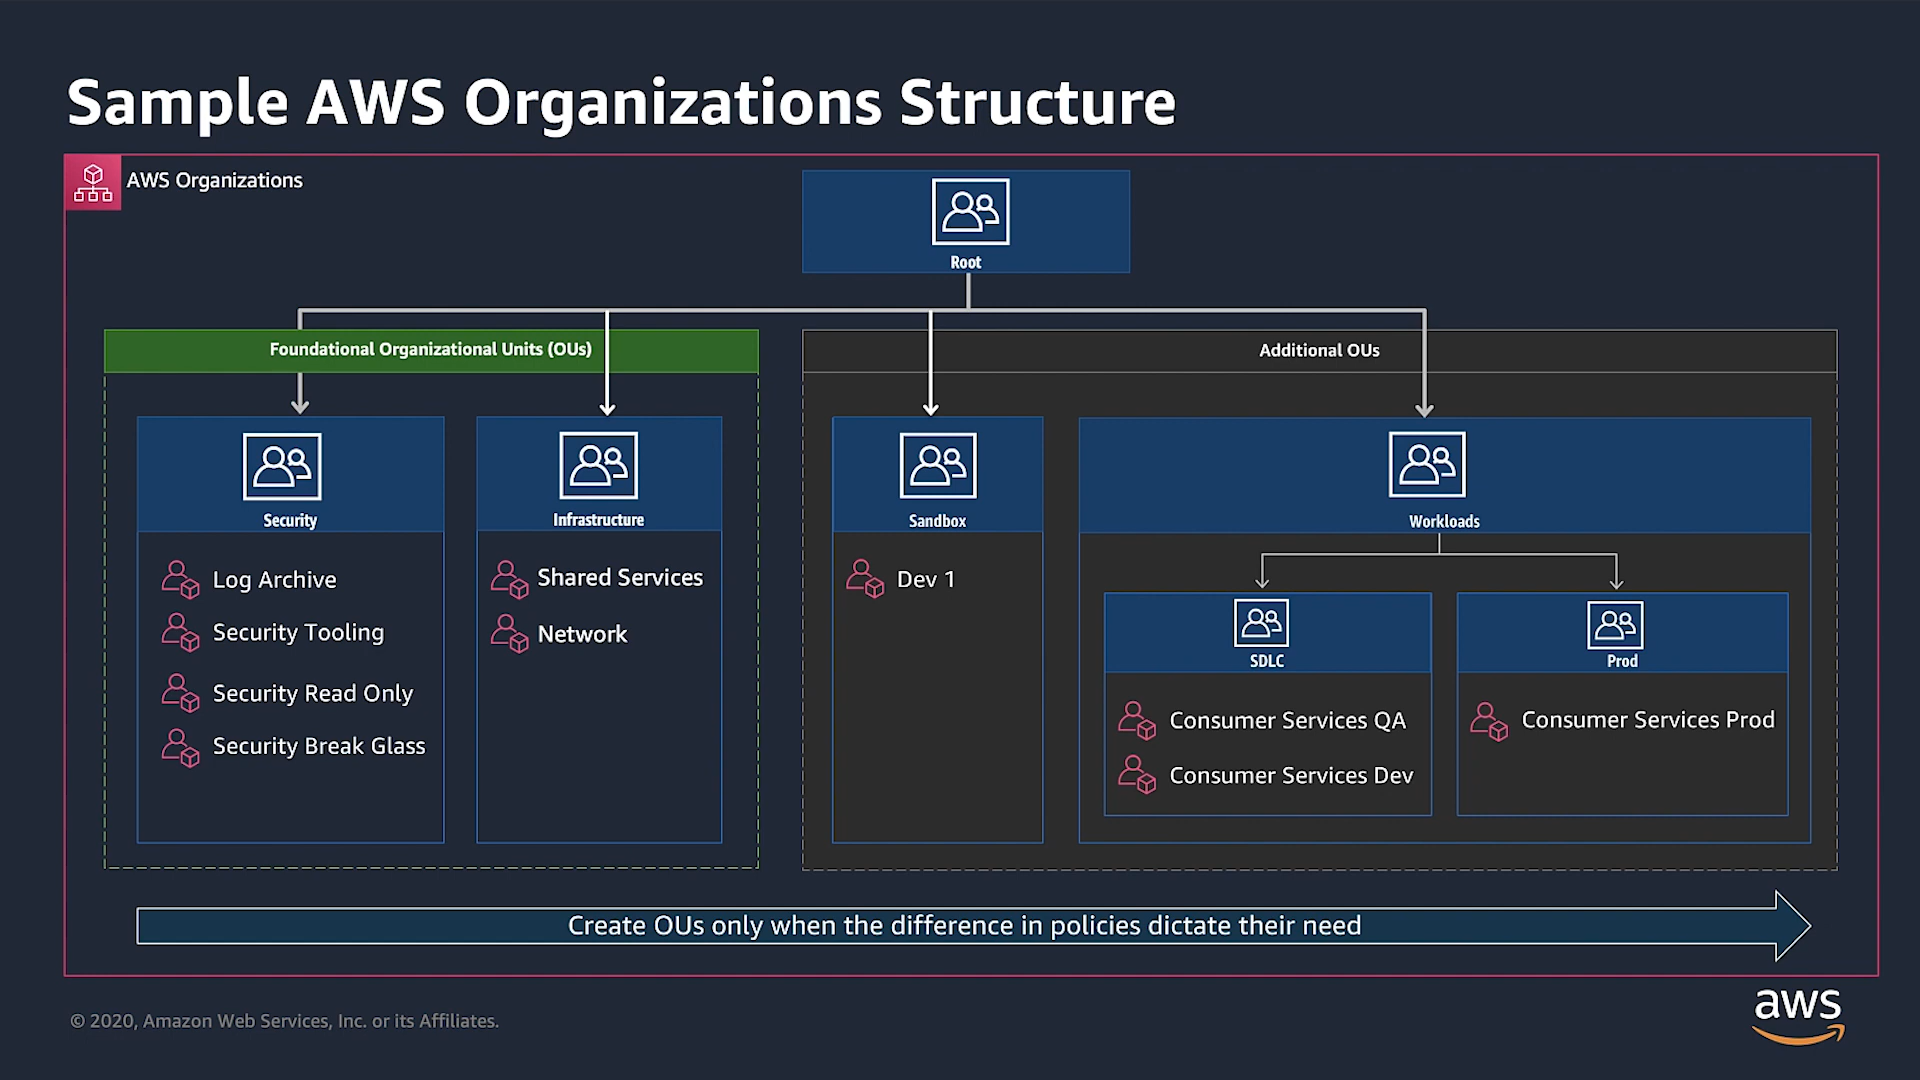 Sample AWS Organizations Structure
AWS Organizations
Root
Foundational Organizational Units (OUs)
Additional OUs
Security
Log Archive
Security Tooling
Security Read Only
Security Break Glass
Infrastructure
Shared Services
Network
Sandbox
Dev 1
Workloads
SDLC
Consumer Services QA
Consumer Services Dev
Prod
Consumer Services Prod
Create OUs only when the difference in policies dictate their need
© 2020, Amazon Web Services, Inc. or its Affiliates.
aws